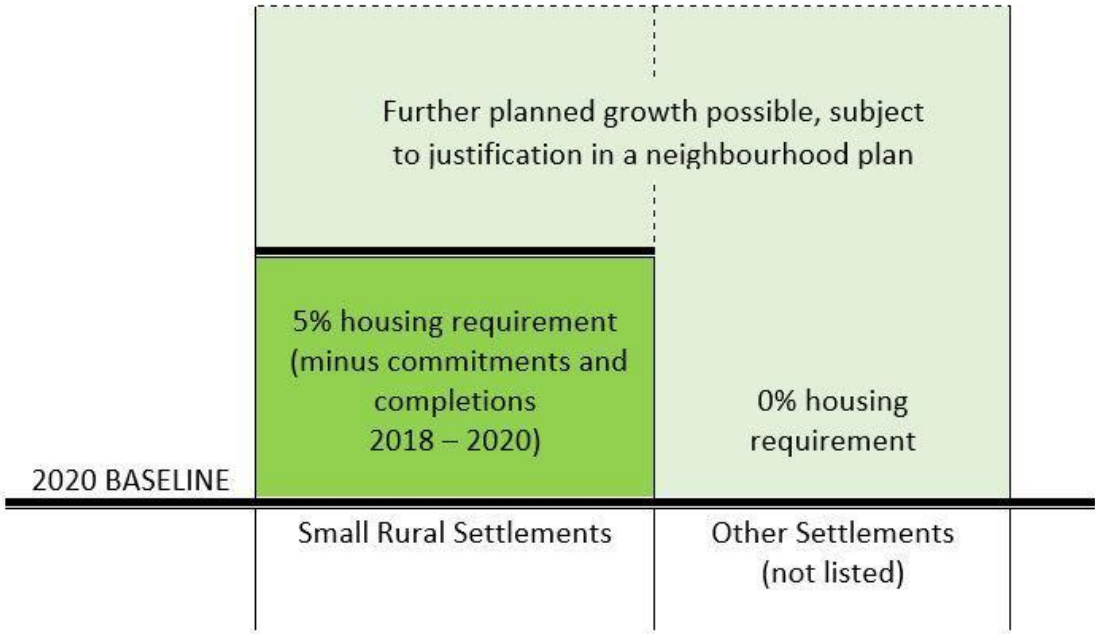 Further planned growth possible, subject
to justification in a neighbourhood plan
5% housing requirement
(minus commitments and
completions
2018 – 2020)
0% housing
requirement
2020 BASELINE
Small Rural Settlements
Other Settlements
(not listed)